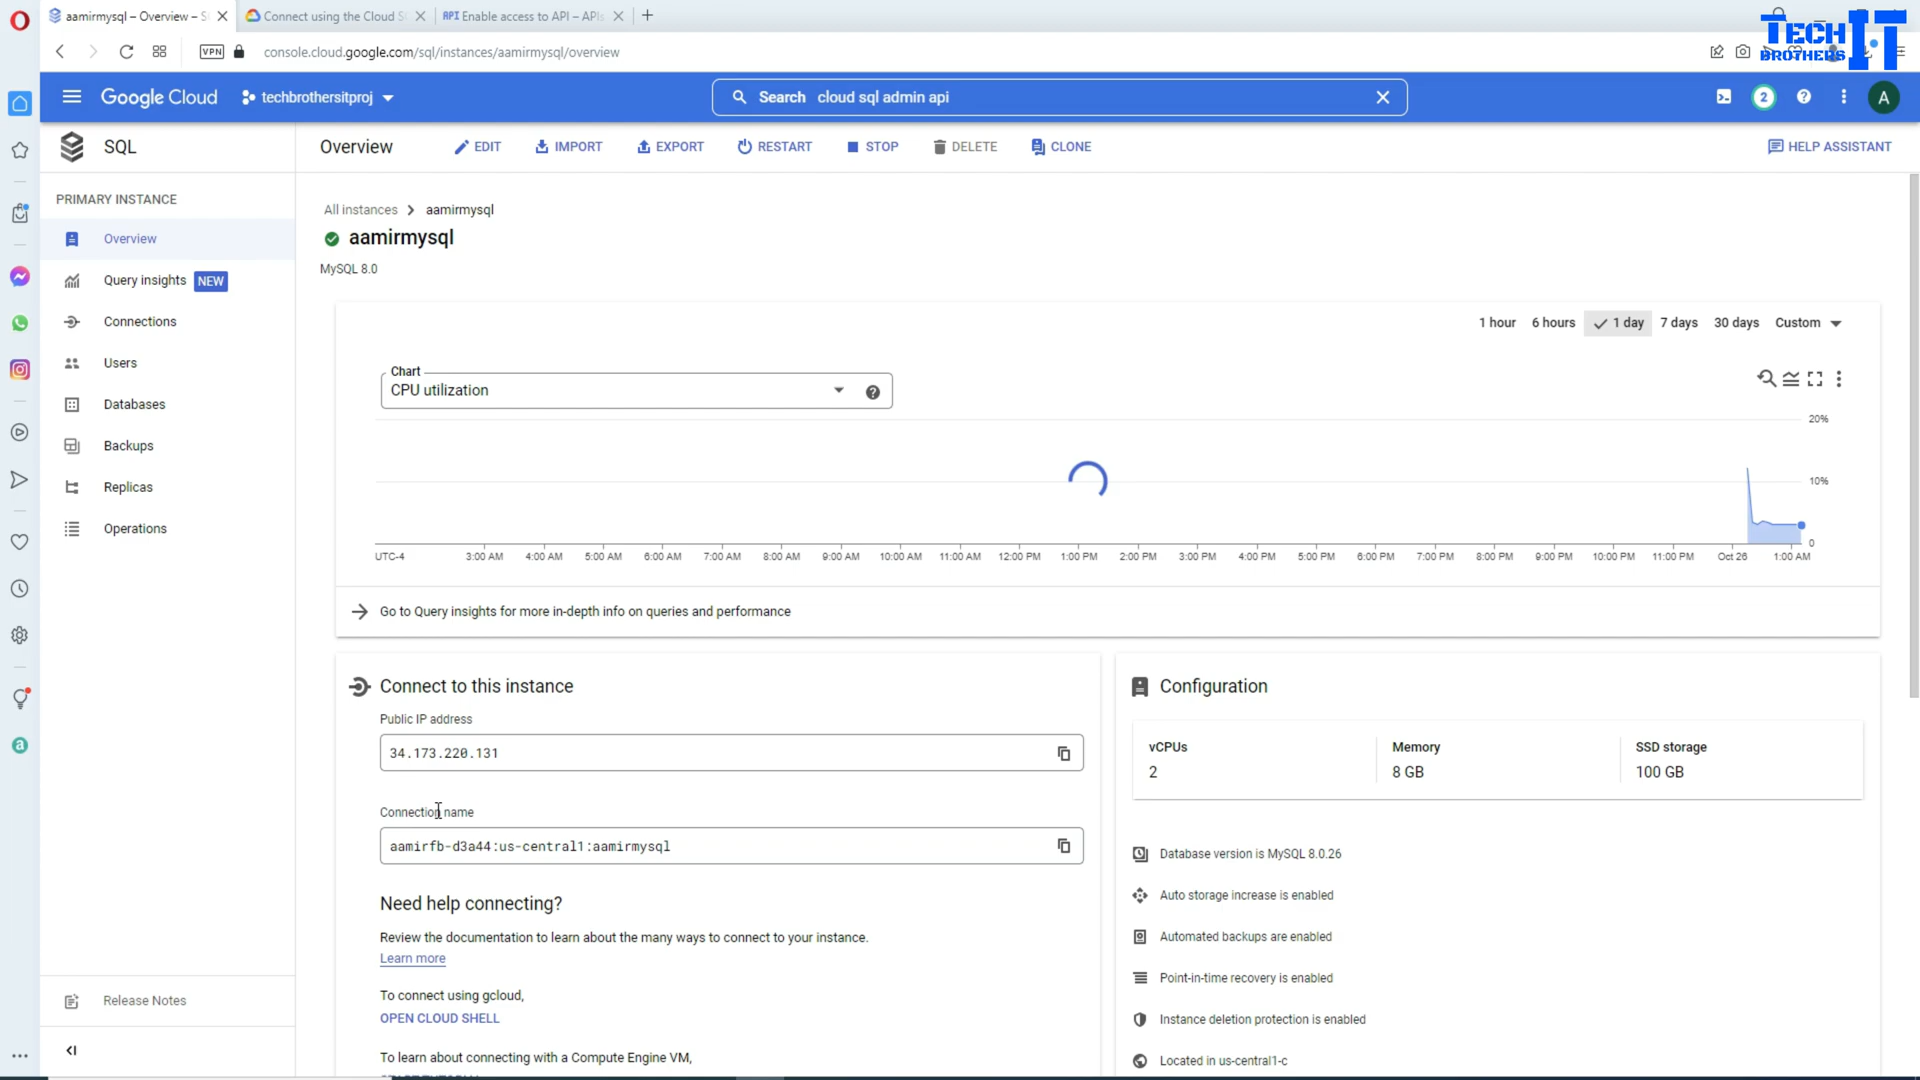 aamirmysql – Overview – S
Connect using the Cloud S
API Enable access to API – APIs
TECH IT
BROTHERS
VPN
console.cloud.google.com/sql/instances/aamirmysql/overview
Google Cloud
techbrothersitproj
Search cloud sql admin api
2
A
SQL
Overview
EDIT
IMPORT
EXPORT
RESTART
STOP
DELETE
CLONE
HELP ASSISTANT
PRIMARY INSTANCE
Overview
Query insights NEW
Connections
Users
Databases
Backups
Replicas
Operations
Release Notes
All instances > aamirmysql
aamirmysql
MySQL 8.0
1 hour 6 hours 1 day 7 days 30 days Custom
Chart
CPU utilization
20%
10%
0
UTC-4 3:00 AM 4:00 AM 5:00 AM 6:00 AM 7:00 AM 8:00 AM 9:00 AM 10:00 AM 11:00 AM 12:00 PM 1:00 PM 2:00 PM 3:00 PM 4:00 PM 5:00 PM 6:00 PM 7:00 PM 8:00 PM 9:00 PM 10:00 PM 11:00 PM Oct 26 1:00 AM
Go to Query insights for more in-depth info on queries and performance
Connect to this instance
Public IP address
34.173.220.131
Connection name
aamirfb-d3a44:us-central1:aamirmysql
Need help connecting?
Review the documentation to learn about the many ways to connect to your instance.
Learn more
To connect using gcloud,
OPEN CLOUD SHELL
To learn about connecting with a Compute Engine VM,
Configuration
vCPUs Memory SSD storage
2 8 GB 100 GB
Database version is MySQL 8.0.26
Auto storage increase is enabled
Automated backups are enabled
Point-in-time recovery is enabled
Instance deletion protection is enabled
Located in us-central1-c